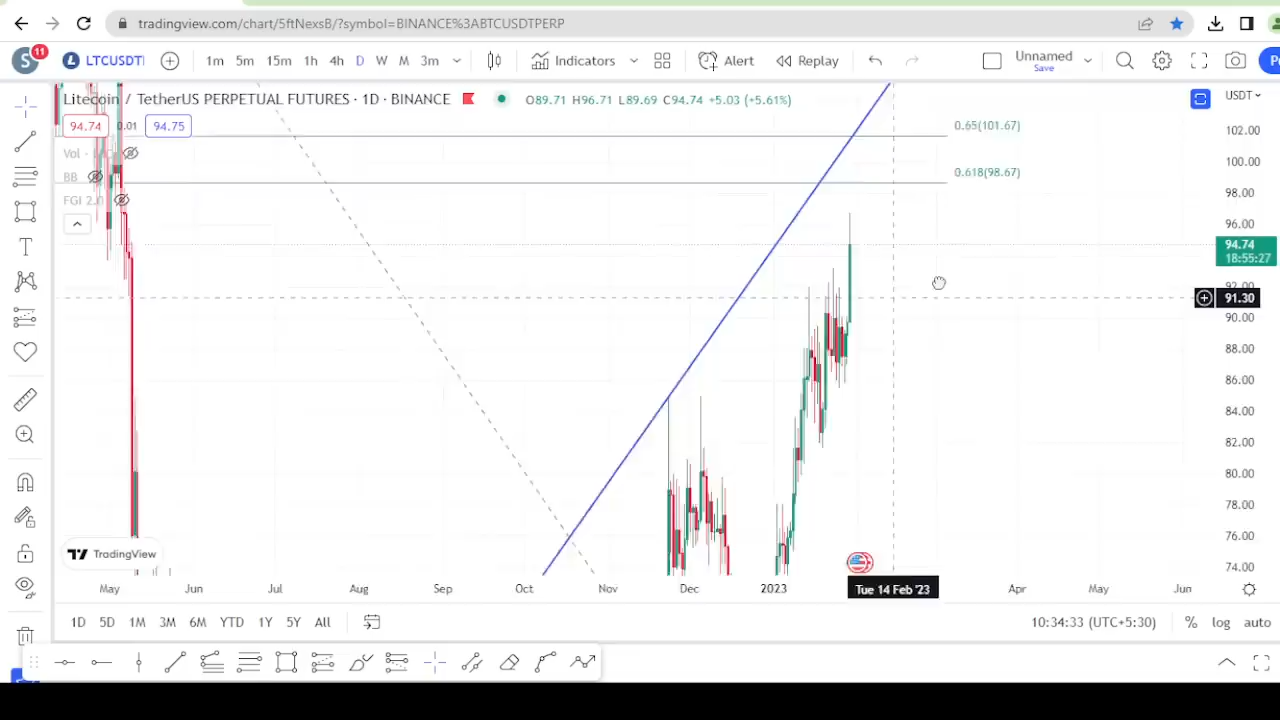 tradingview.com/chart/5ftNexsB/?symbol=BINANCE%3ABTCUSDTPERP
S 11 LTCUSDT 1m 5m 15m 1h 4h D W M 3m Indicators Alert Replay Unnamed Save
Litecoin / TetherUS PERPETUAL FUTURES · 1D · BINANCE O89.71 H96.71 L89.69 C94.74 +5.03 (+5.61%) USDT
94.74 0.01 94.75
Vol
BB
FGI 2.0
0.65(101.67)
0.618(98.67)
102.00
100.00
98.00
96.00
94.74
18:55:27
92.00
91.30
90.00
88.00
86.00
84.00
82.00
80.00
78.00
76.00
74.00
TradingView
May Jun Jul Aug Sep Oct Nov Dec 2023 Tue 14 Feb '23 Apr May Jun
1D 5D 1M 3M 6M YTD 1Y 5Y All 10:34:33 (UTC+5:30) % log auto